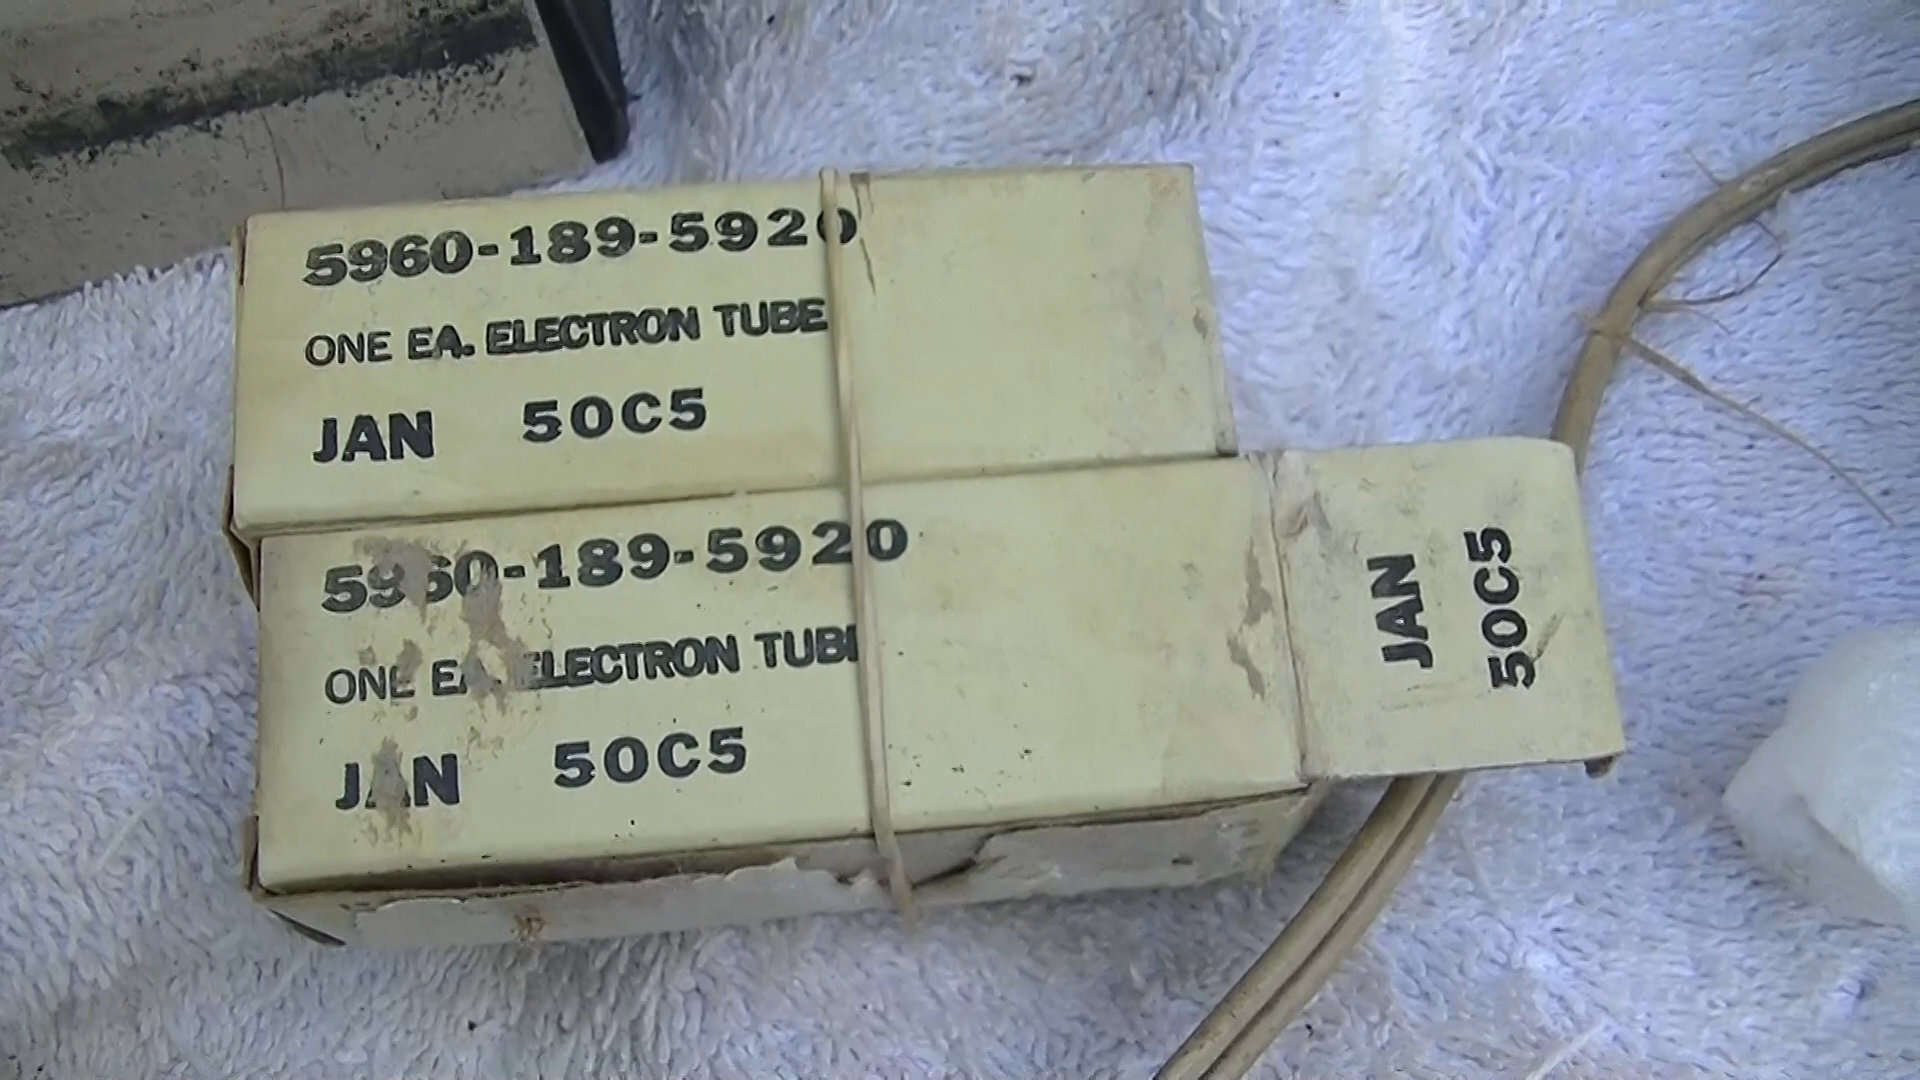 5960-189-5920
ONE EA. ELECTRON TUBE
JAN 50C5
5960-189-5920
ONE EA. ELECTRON TUBE
JAN 50C5
JAN
50C5